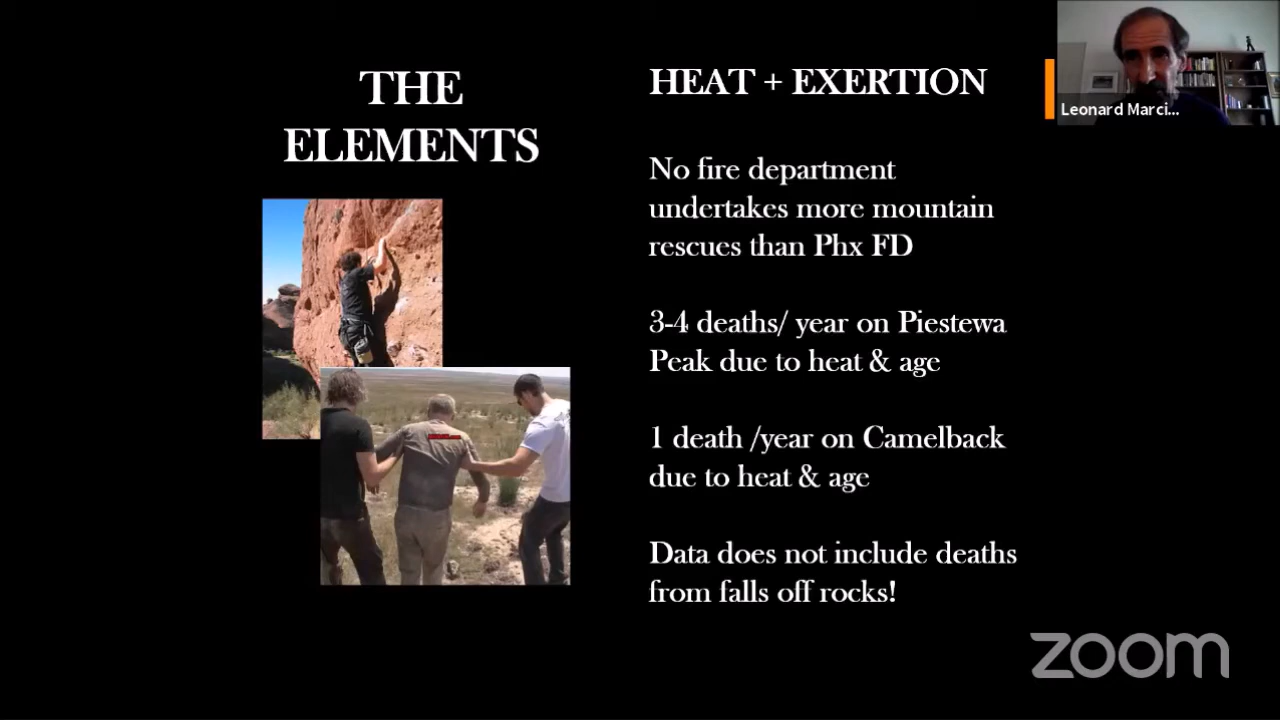 THE
ELEMENTS
HEAT + EXERTION
No fire department
undertakes more mountain
rescues than Phx FD
3-4 deaths/ year on Piestewa
Peak due to heat & age
1 death /year on Camelback
due to heat & age
Data does not include deaths
from falls off rocks!
Leonard Marci...
zoom